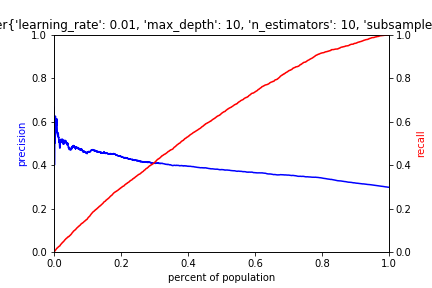 er{'learning_rate': 0.01, 'max_depth': 10, 'n_estimators': 10, 'subsample
1.0 1.0
0.8 0.8
0.6 0.6
0.4 0.4
0.2 0.2
0.0 0.0
precision
recall
0.0 0.2 0.4 0.6 0.8 1.0
percent of population